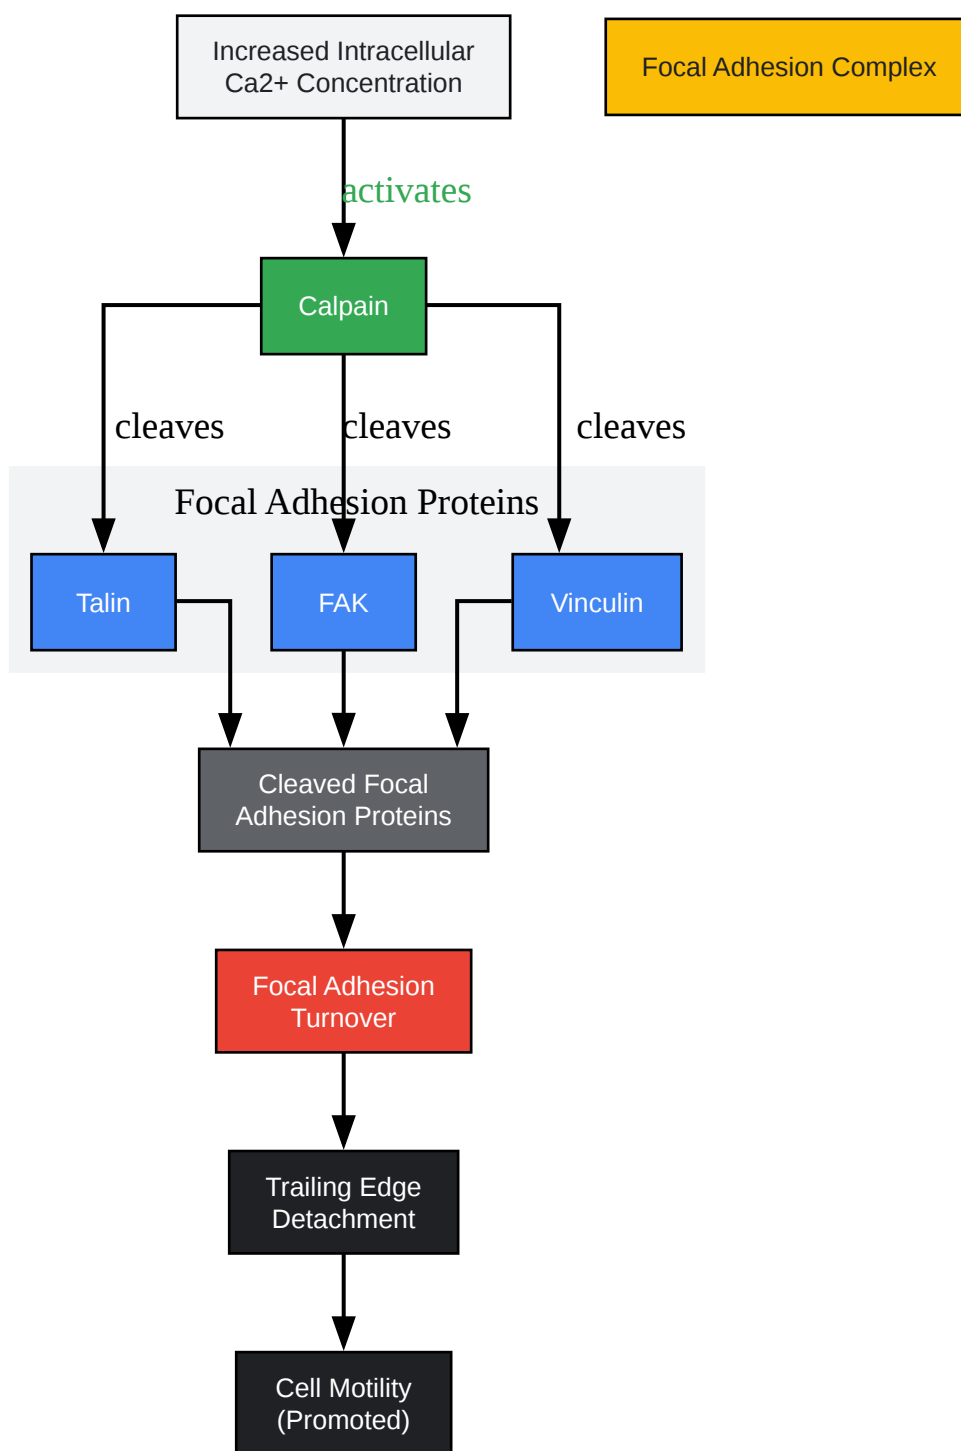 Increased Intracellular
Ca2+ Concentration
Focal Adhesion Complex
activates
Calpain
cleaves
cleaves
cleaves
Focal Adhesion Proteins
Talin
FAK
Vinculin
Cleaved Focal
Adhesion Proteins
Focal Adhesion
Turnover
Trailing Edge
Detachment
Cell Motility
(Promoted)